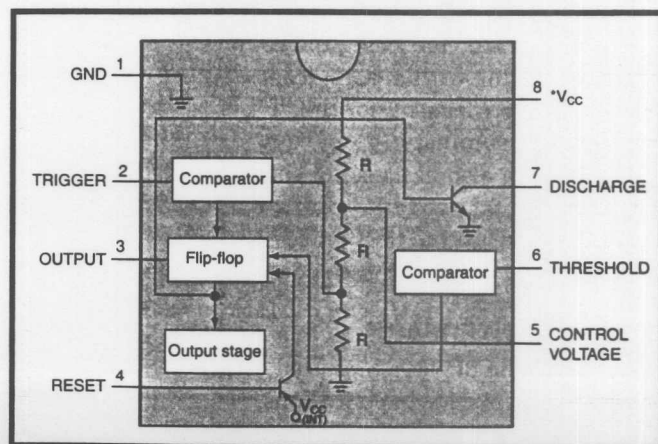 GND 1
8 *VCC
R
7 DISCHARGE
TRIGGER 2
Comparator
R
6 THRESHOLD
OUTPUT 3
Flip-flop
Comparator
5 CONTROL
VOLTAGE
R
Output stage
RESET 4
VCC
(INT)